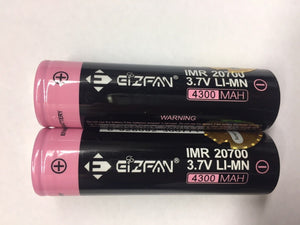 EIZFAN
IMR 20700
3.7V LI-MN
4300 MAH
WARNING
EIZFAN
IMR 20700
3.7V LI-MN
4300 MAH